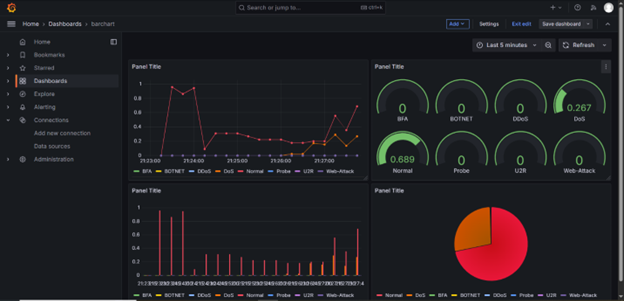 Search or jump to... ctrl+k
Home > Dashboards > barchart
Add Settings Exit edit Save dashboard
Last 5 minutes Refresh
Home
Bookmarks
Starred
Dashboards
Explore
Alerting
Connections
Add new connection
Data sources
Administration
Panel Title
1
0.8
0.6
0.4
0.2
0
21:23:00 21:24:00 21:25:00 21:26:00 21:27:00
BFA BOTNET DDoS DoS Normal Probe U2R Web-Attack
Panel Title
0 0 0 0.267
BFA BOTNET DDoS DoS
0.689 0 0 0
Normal Probe U2R Web-Attack
Panel Title
1
0.8
0.6
0.4
0.2
0
BFA BOTNET DDoS DoS Normal Probe U2R Web-Attack
Panel Title
Normal DoS BFA BOTNET DDoS Probe U2R Web-Attack